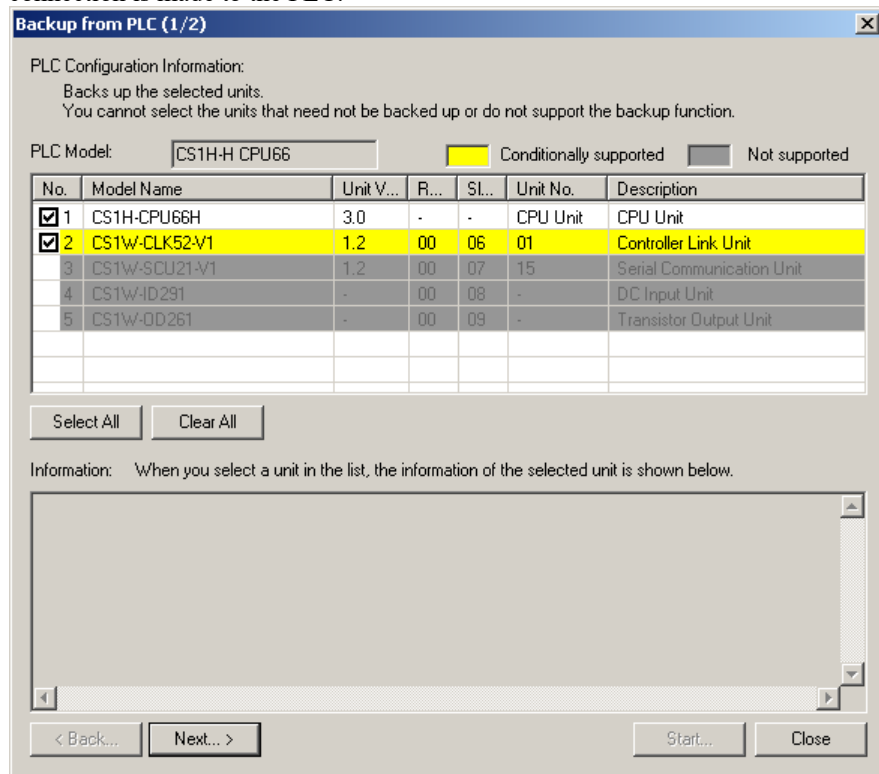 Backup from PLC (1/2)
PLC Configuration Information:
Backs up the selected units.
You cannot select the units that need not be backed up or do not support the backup function.
PLC Model: CS1H-H CPU66 Conditionally supported Not supported
No. Model Name Unit V... R... Sl... Unit No. Description
1 CS1H-CPU66H 3.0 - - CPU Unit CPU Unit
2 CS1W-CLK52-V1 1.2 00 06 01 Controller Link Unit
3 CS1W-SCU21-V1 1.2 00 07 15 Serial Communication Unit
4 CS1W-ID291 - 00 08 - DC Input Unit
5 CS1W-OD261 - 00 09 - Transistor Output Unit
Select All Clear All
Information: When you select a unit in the list, the information of the selected unit is shown below.
< Back... Next... > Start... Close